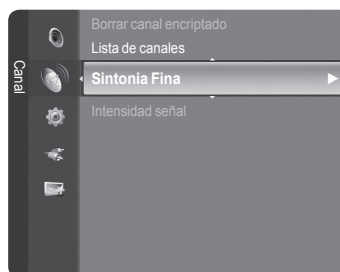 Canal
Borrar canal encriptado
Lista de canales
Sintonia Fina
Intensidad señal